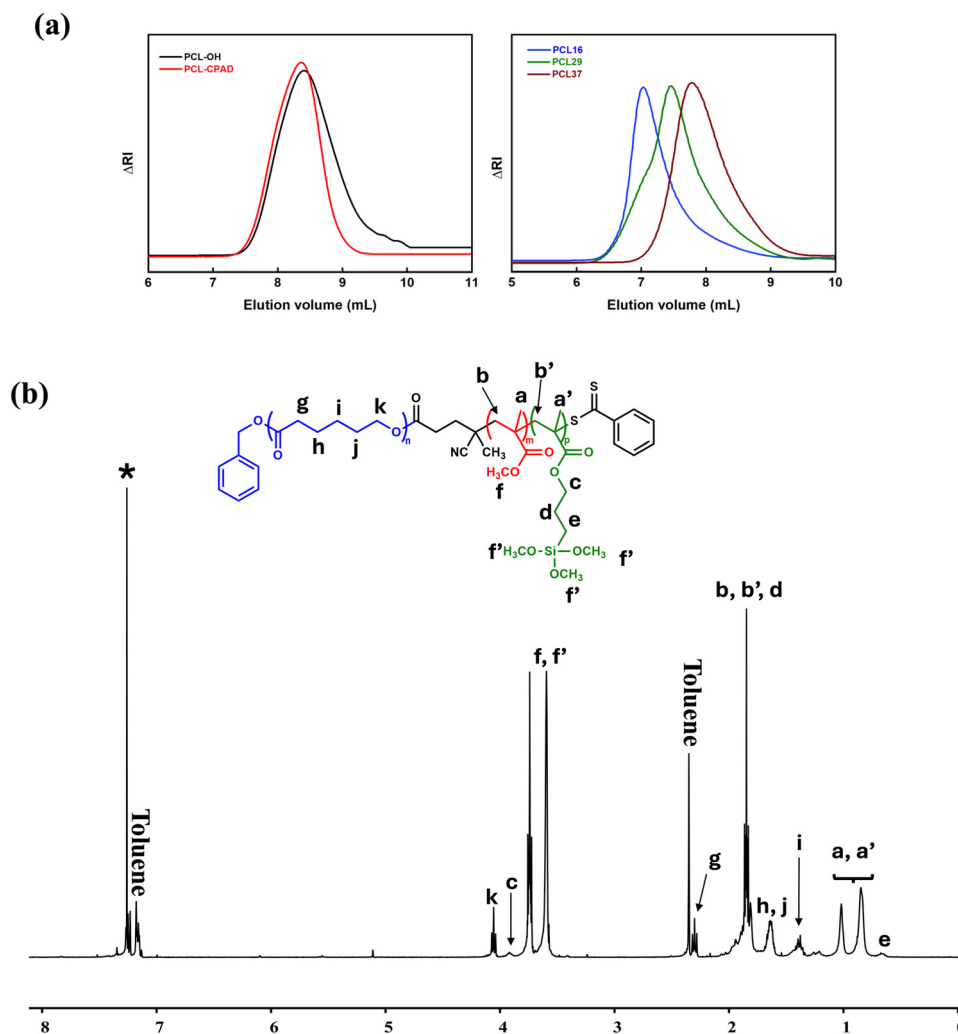 (a)
PCL-OH
PCL-CPAD
ΔRI
6 7 8 9 10 11
Elution volume (mL)
PCL16
PCL29
PCL37
ΔRI
5 6 7 8 9 10
Elution volume (mL)
(b)
b b'
a a'
g i k
h j
O
O
O
n
O
NC
CH₃
m
p
S
S
H₃CO
O
O
O
f
c
d
e
f' H₃CO Si OCH₃ f'
OCH₃
f'
*
Toluene
k
c
f, f'
Toluene
g
b, b', d
h, j
i
a, a'
e
8 7 6 5 4 3 2 1 0